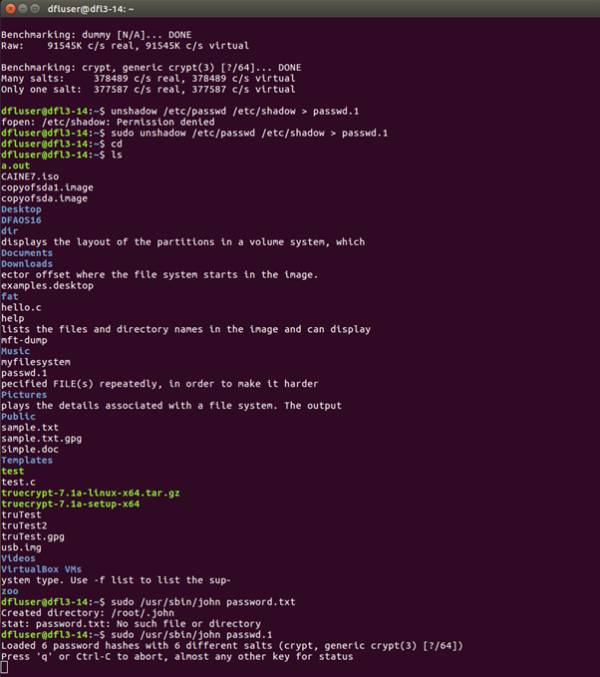 dfluser@dfl3-14: ~
Benchmarking: dummy [N/A]... DONE
Raw:    91545K c/s real, 91545K c/s virtual
Benchmarking: crypt, generic crypt(3) [?/64]... DONE
Many salts:     378489 c/s real, 378489 c/s virtual
Only one salt:  377587 c/s real, 377587 c/s virtual
dfluser@dfl3-14:~$ unshadow /etc/passwd /etc/shadow > passwd.1
fopen: /etc/shadow: Permission denied
dfluser@dfl3-14:~$ sudo unshadow /etc/passwd /etc/shadow > passwd.1
dfluser@dfl3-14:~$ cd
dfluser@dfl3-14:~$ ls
a.out
CAINE7.iso
copyofsda1.image
copyofsda.image
Desktop
DFAOS16
dir
displays the layout of the partitions in a volume system, which
Documents
Downloads
ector offset where the file system starts in the image.
examples.desktop
fat
hello.c
help
lists the files and directory names in the image and can display
mft-dump
Music
myfilesystem
passwd.1
pecified FILE(s) repeatedly, in order to make it harder
Pictures
plays the details associated with a file system. The output
Public
sample.txt
sample.txt.gpg
Simple.doc
Templates
test
test.c
truecrypt-7.1a-linux-x64.tar.gz
truecrypt-7.1a-setup-x64
truTest
truTest2
truTest.gpg
usb.img
Videos
VirtualBox VMs
ystem type. Use -f list to list the sup-
zoo
dfluser@dfl3-14:~$ sudo /usr/sbin/john password.txt
Created directory: /root/.john
stat: password.txt: No such file or directory
dfluser@dfl3-14:~$ sudo /usr/sbin/john passwd.1
Loaded 6 password hashes with 6 different salts (crypt, generic crypt(3) [?/64])
Press 'q' or Ctrl-C to abort, almost any other key for status